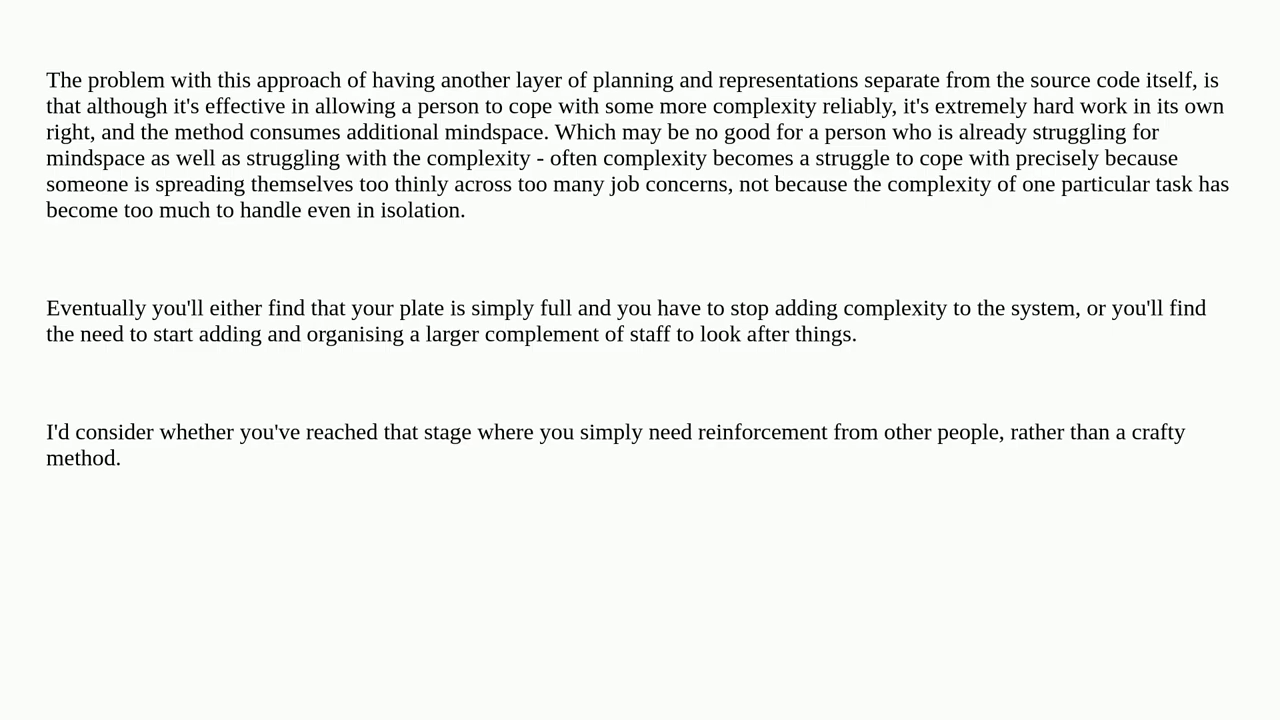 The problem with this approach of having another layer of planning and representations separate from the source code itself, is
that although it's effective in allowing a person to cope with some more complexity reliably, it's extremely hard work in its own
right, and the method consumes additional mindspace. Which may be no good for a person who is already struggling for
mindspace as well as struggling with the complexity - often complexity becomes a struggle to cope with precisely because
someone is spreading themselves too thinly across too many job concerns, not because the complexity of one particular task has
become too much to handle even in isolation.
Eventually you'll either find that your plate is simply full and you have to stop adding complexity to the system, or you'll find
the need to start adding and organising a larger complement of staff to look after things.
I'd consider whether you've reached that stage where you simply need reinforcement from other people, rather than a crafty
method.